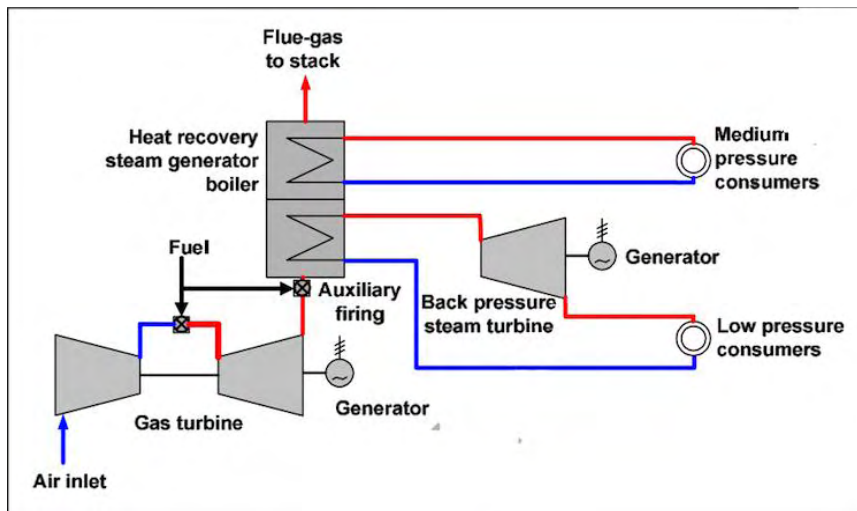 Flue-gas
to stack
Heat recovery
steam generator
boiler
Medium
pressure
consumers
Fuel
Generator
Auxiliary
firing
Back pressure
steam turbine
Low pressure
consumers
Gas turbine
Generator
Air inlet